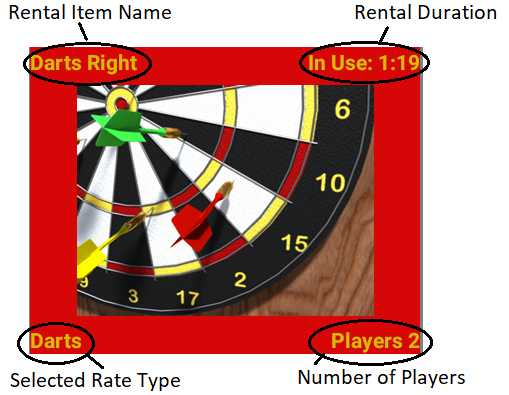 Rental Item Name
Rental Duration
Darts Right
In Use: 1:19
6
10
15
2
17
3
9
Darts
Players 2
Selected Rate Type
Number of Players